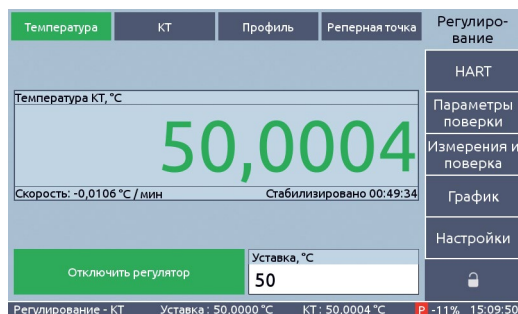 Температура КТ Профиль Реперная точка Регулиро-
вание
HART
Температура КТ, °C
Параметры
поверки
50,0004
Измерения и
поверка
Скорость: -0,0106 °C / мин Стабилизировано 00:49:34
График
Настройки
Отключить регулятор
Уставка, °C
50
Регулирование - КТ Уставка : 50,0000 °C КТ : 50,0004 °C P -11% 15:09:50